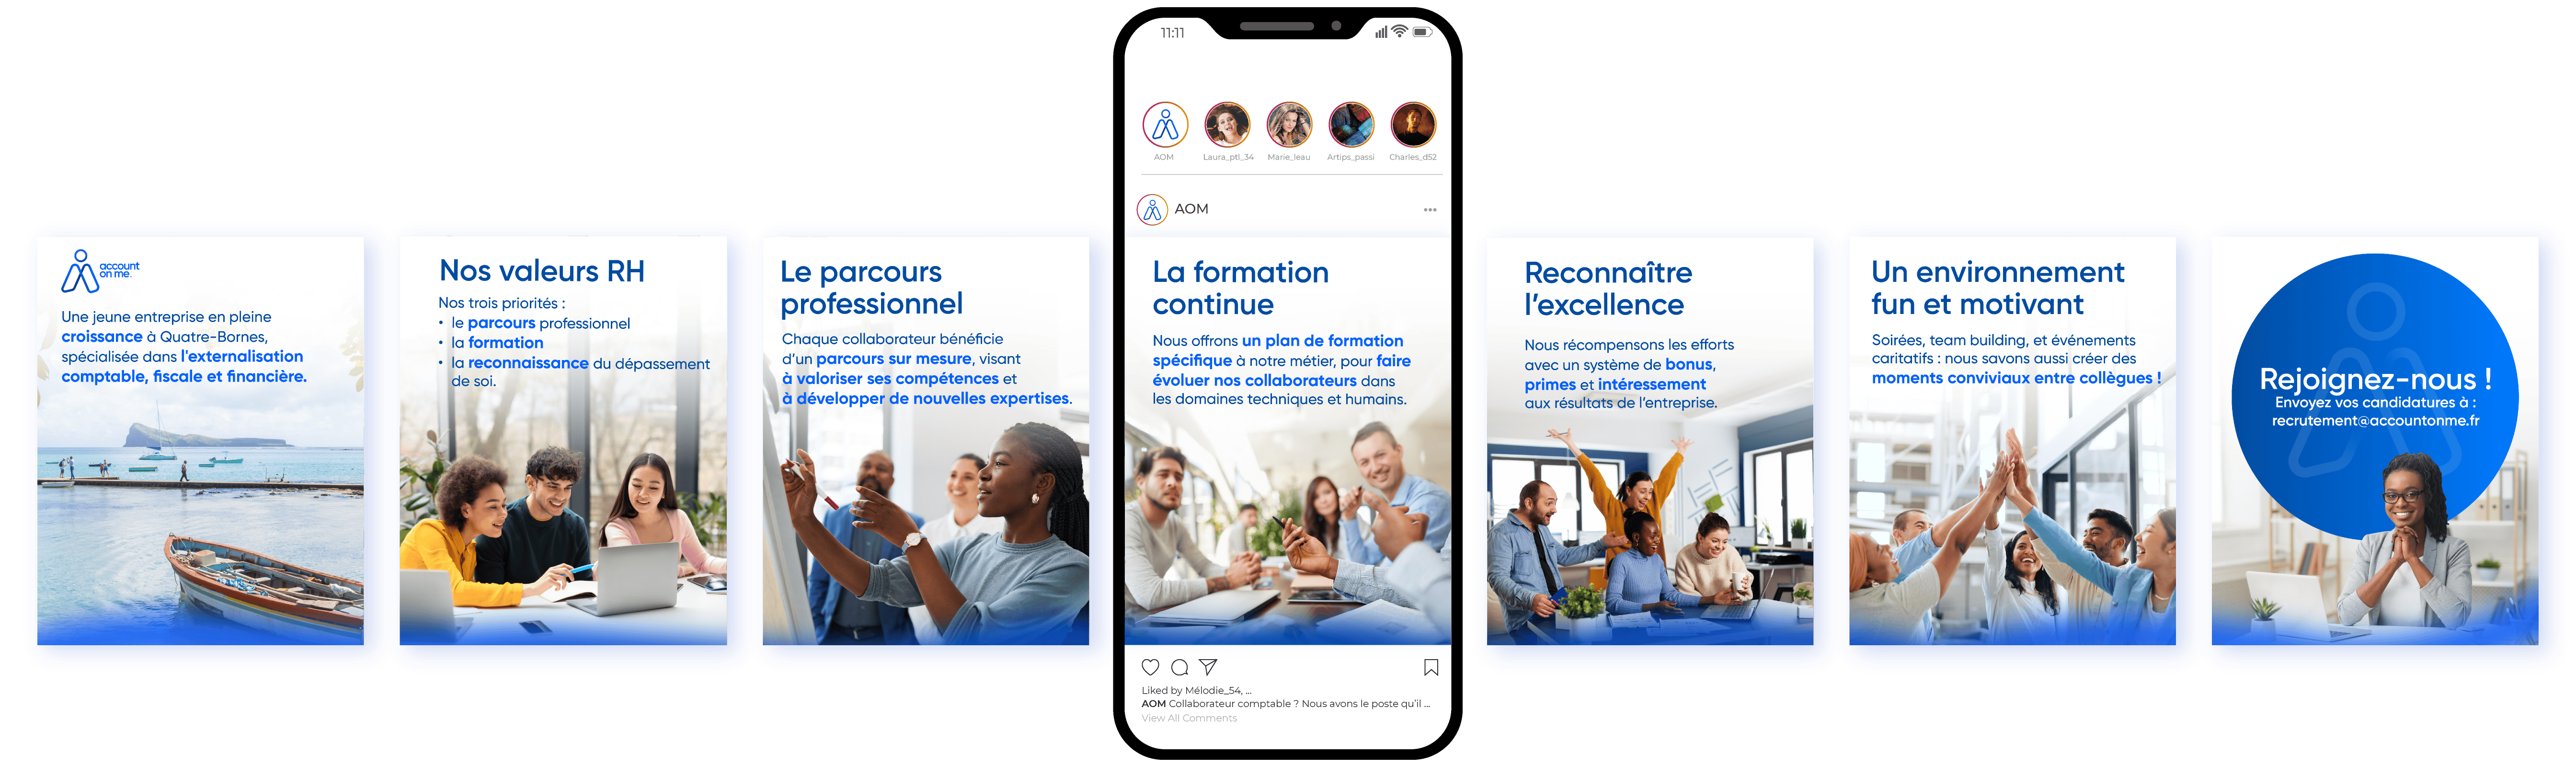 account
on me.
Une jeune entreprise en pleine
croissance à Quatre-Bornes,
spécialisée dans l'externalisation
comptable, fiscale et financière.
Nos valeurs RH
Nos trois priorités :
• le parcours professionnel
• la formation
• la reconnaissance du dépassement
de soi.
Le parcours
professionnel
Chaque collaborateur bénéficie
d'un parcours sur mesure, visant
à valoriser ses compétences et
à développer de nouvelles expertises.
11:11
AOM
Laura_ptl_34
Marie_leau
Artips_passi
Charles_d52
AOM
La formation
continue
Nous offrons un plan de formation
spécifique à notre métier, pour faire
évoluer nos collaborateurs dans
les domaines techniques et humains.
Liked by Mélodie_54, ...
AOM Collaborateur comptable ? Nous avons le poste qu'il ...
View All Comments
Reconnaître
l'excellence
Nous récompensons les efforts
avec un système de bonus,
primes et intéressement
aux résultats de l'entreprise.
Un environnement
fun et motivant
Soirées, team building, et événements
caritatifs : nous savons aussi créer des
moments conviviaux entre collègues !
Rejoignez-nous !
Envoyez vos candidatures à :
recrutement@accountonme.fr